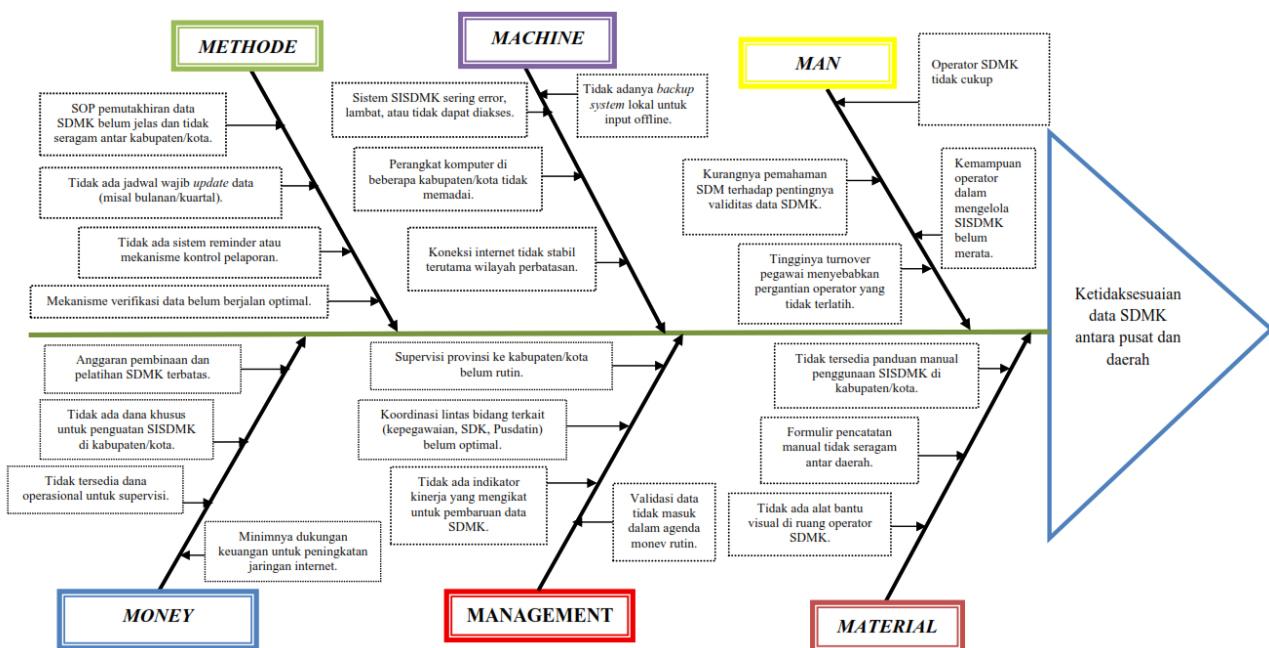 METHODE
MACHINE
MAN
SOP pemutakhiran data
SDMK belum jelas dan tidak
seragam antar kabupaten/kota.
Tidak ada jadwal wajib update data
(misal bulanan/kuartal).
Tidak ada sistem reminder atau
mekanisme kontrol pelaporan.
Mekanisme verifikasi data belum berjalan optimal.
Sistem SISDMK sering error,
lambat, atau tidak dapat diakses.
Tidak adanya backup
system lokal untuk
input offline.
Perangkat komputer di
beberapa kabupaten/kota tidak
memadai.
Koneksi internet tidak stabil
terutama wilayah perbatasan.
Operator SDMK
tidak cukup
Kurangnya pemahaman
SDM terhadap pentingnya
validitas data SDMK.
Kemampuan
operator
dalam
mengelola
SISDMK
belum
merata.
Tingginya turnover
pegawai menyebabkan
pergantian operator yang
tidak terlatih.
Ketidaksesuaian
data SDMK
antara pusat dan
daerah
Anggaran pembinaan dan
pelatihan SDMK terbatas.
Tidak ada dana khusus
untuk penguatan SISDMK
di kabupaten/kota.
Tidak tersedia dana
operasional untuk supervisi.
Minimnya dukungan
keuangan untuk peningkatan
jaringan internet.
Supervisi provinsi ke kabupaten/kota
belum rutin.
Koordinasi lintas bidang terkait
(kepegawaian, SDK, Pusdatin)
belum optimal.
Tidak ada indikator
kinerja yang mengikat
untuk pembaruan data
SDMK.
Validasi data
tidak masuk
dalam agenda
monev rutin.
Tidak tersedia panduan manual
penggunaan SISDMK di
kabupaten/kota.
Formulir pencatatan
manual tidak seragam
antar daerah.
Tidak ada alat bantu
visual di ruang operator
SDMK.
MONEY
MANAGEMENT
MATERIAL